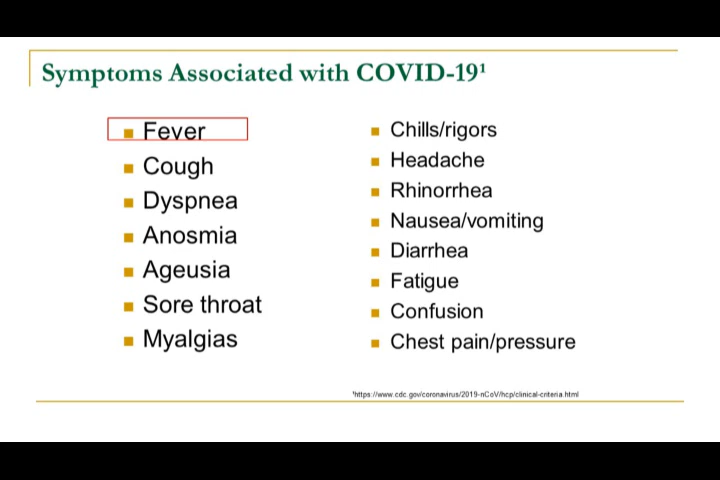 Symptoms Associated with COVID-19¹
Fever
Cough
Dyspnea
Anosmia
Ageusia
Sore throat
Myalgias
Chills/rigors
Headache
Rhinorrhea
Nausea/vomiting
Diarrhea
Fatigue
Confusion
Chest pain/pressure
¹https://www.cdc.gov/coronavirus/2019-nCoV/hcp/clinical-criteria.html